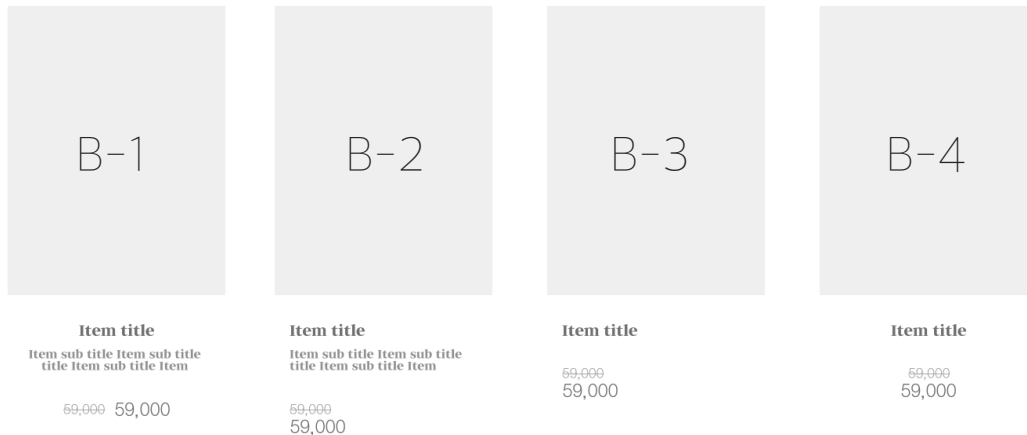 B-1
B-2
B-3
B-4
Item title
Item sub title Item sub title
title Item sub title Item
59,000 59,000
Item title
Item sub title Item sub title
title Item sub title Item
59,000
59,000
Item title
59,000
59,000
Item title
59,000
59,000